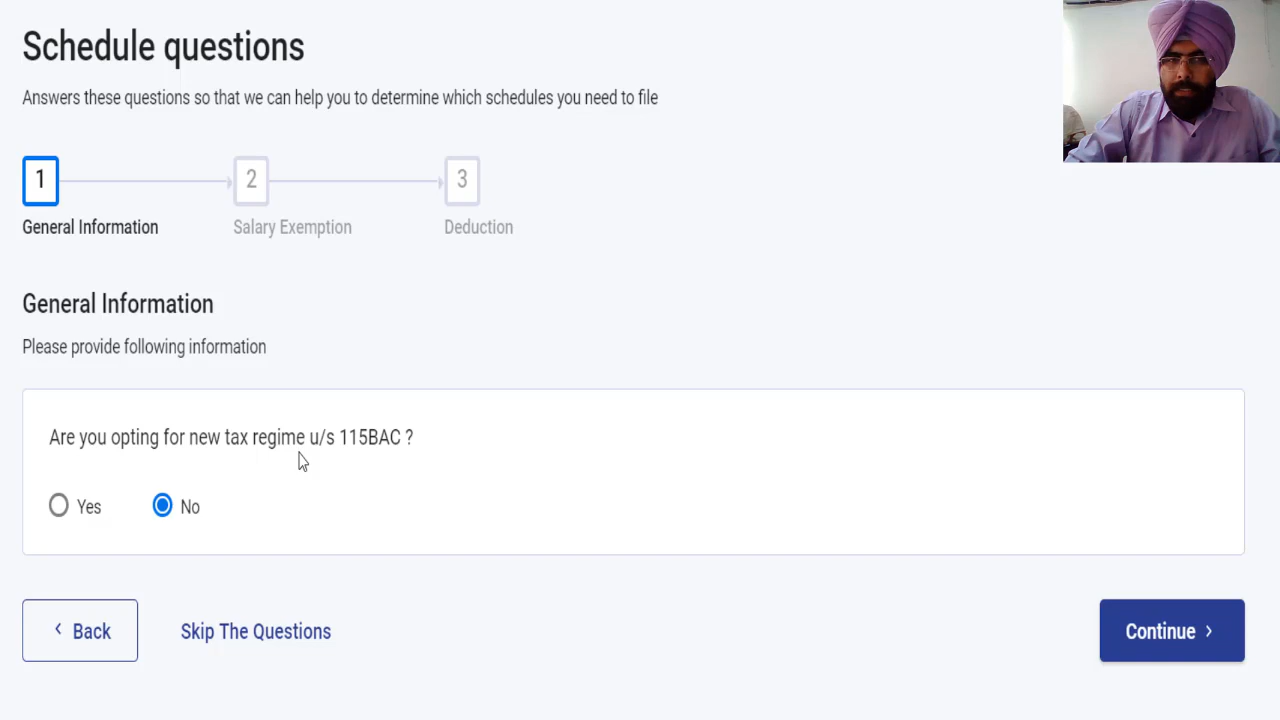 Schedule questions
Answers these questions so that we can help you to determine which schedules you need to file
1
2
3
General Information
Salary Exemption
Deduction
General Information
Please provide following information
Are you opting for new tax regime u/s 115BAC ?
Yes
No
Back
Skip The Questions
Continue